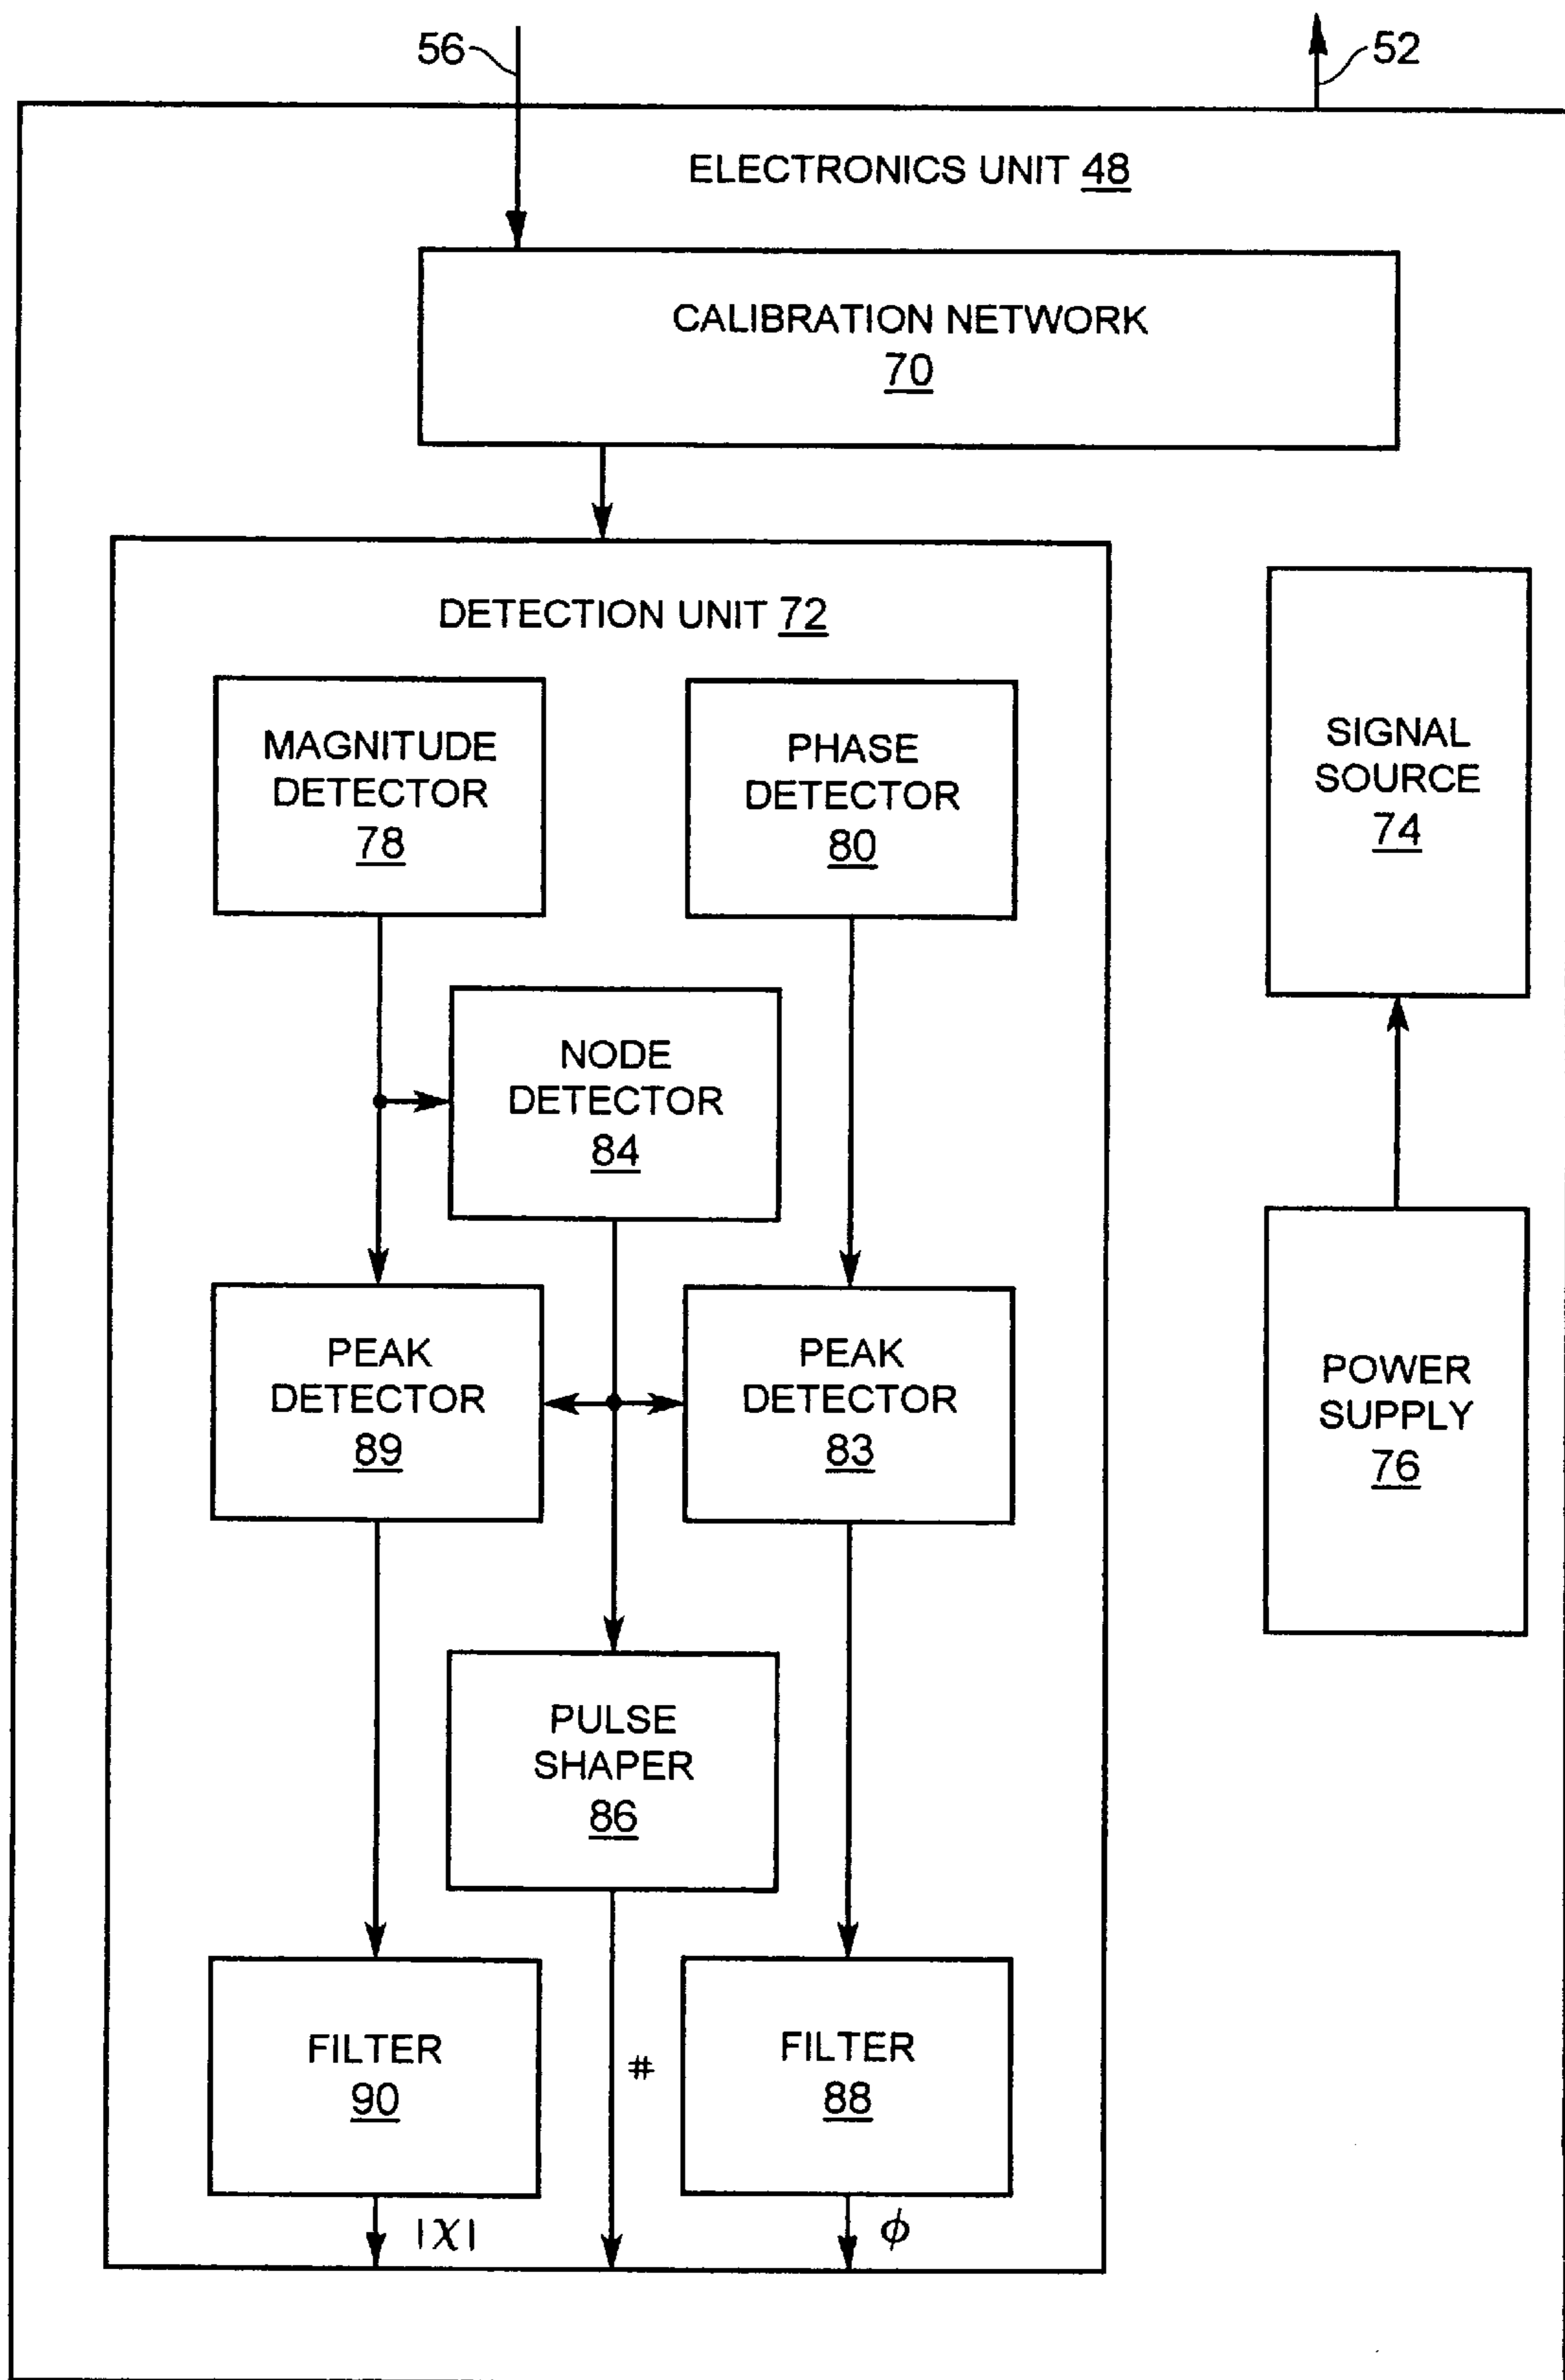 56
52
ELECTRONICS UNIT 48
CALIBRATION NETWORK
70
DETECTION UNIT 72
MAGNITUDE
DETECTOR
78
PHASE
DETECTOR
80
SIGNAL
SOURCE
74
NODE
DETECTOR
84
PEAK
DETECTOR
89
PEAK
DETECTOR
83
POWER
SUPPLY
76
PULSE
SHAPER
86
FILTER
90
#
FILTER
88
|χ|
ϕ